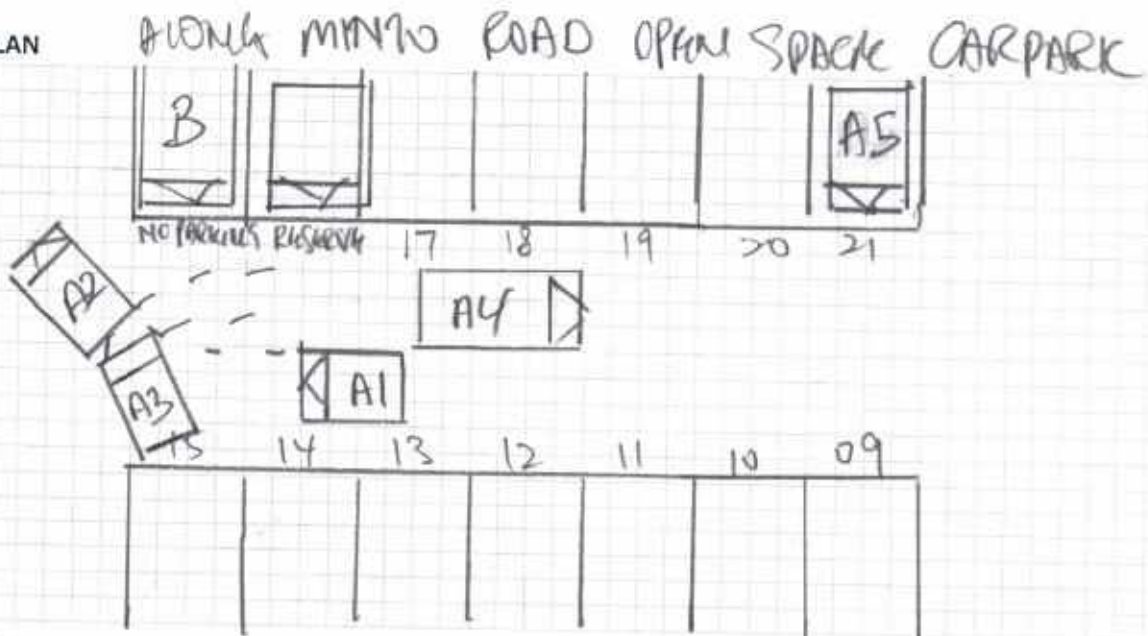 LAN
ALONG MINTO ROAD OPEN SPACE CARPARK
B
A5
NO PARKING RESERVE 17 18 19 20 21
A2
A4
A3
A1
15 14 13 12 11 10 09